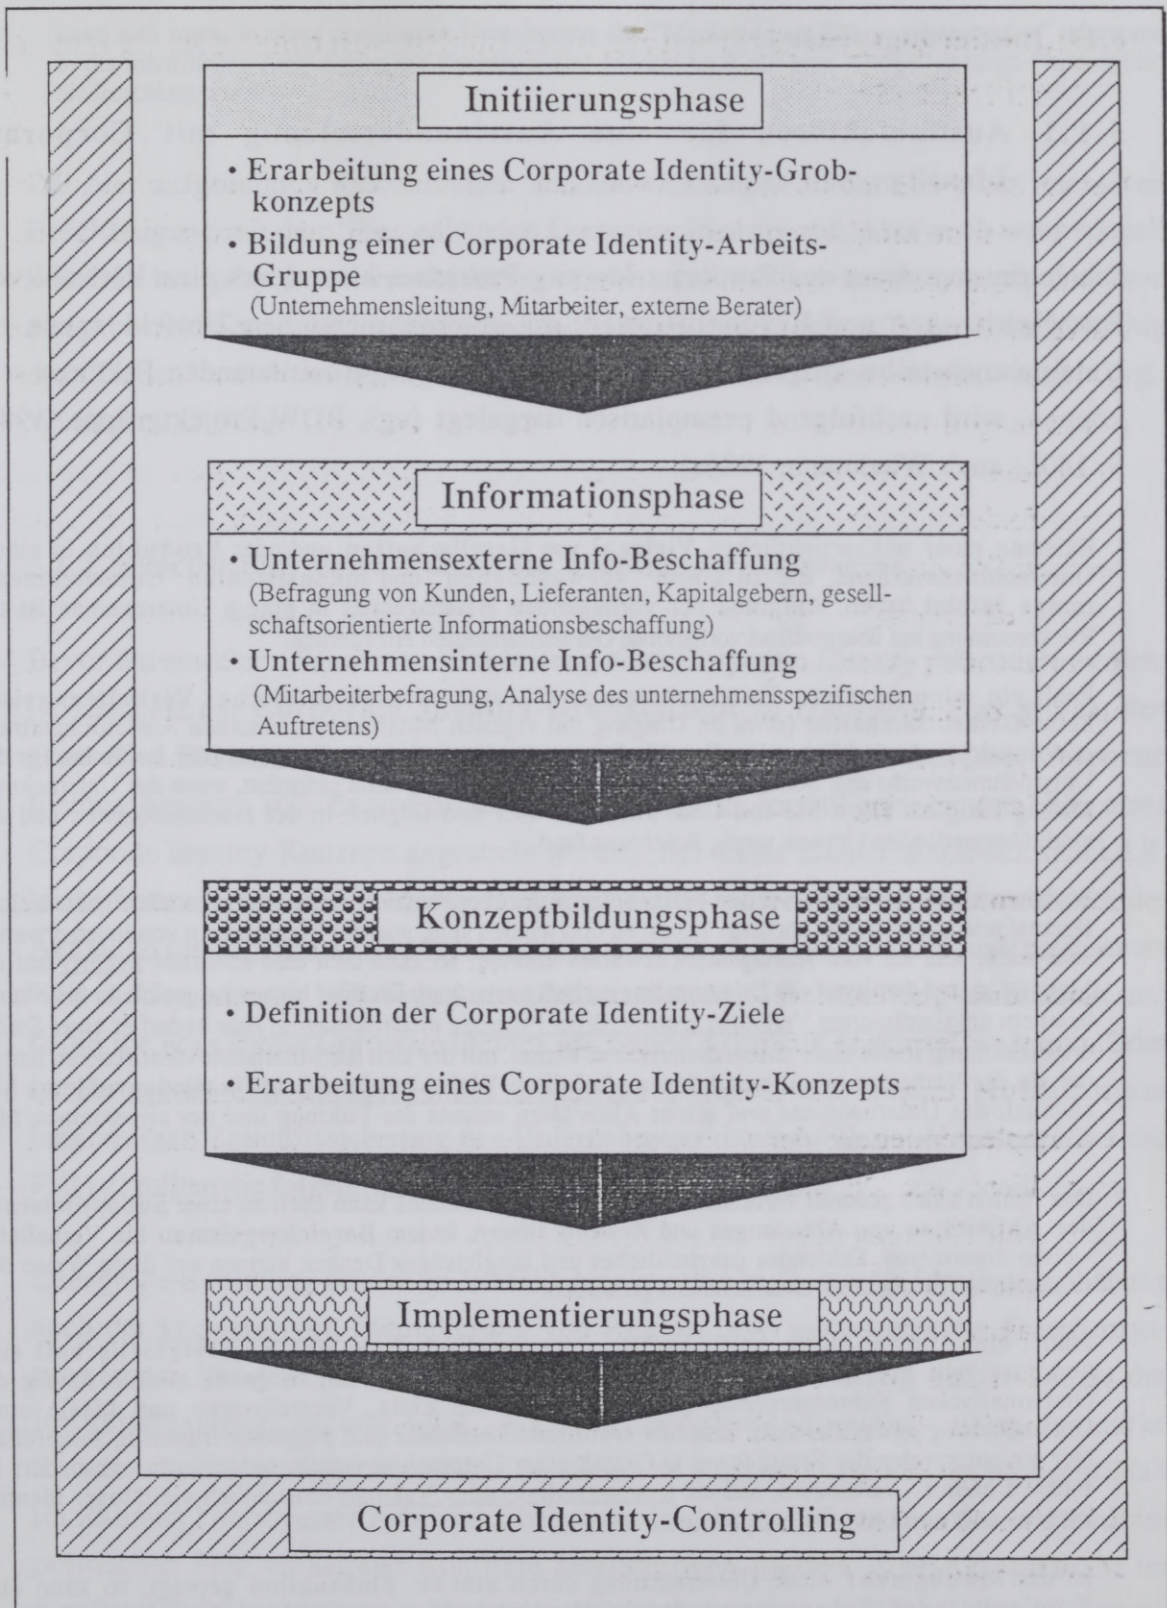 Initiierungsphase
• Erarbeitung eines Corporate Identity-Grob-
konzepts
• Bildung einer Corporate Identity-Arbeits-
Gruppe
(Unternehmensleitung, Mitarbeiter, externe Berater)
Informationsphase
• Unternehmensexterne Info-Beschaffung
(Befragung von Kunden, Lieferanten, Kapitalgebern, gesell-
schaftsorientierte Informationsbeschaffung)
• Unternehmensinterne Info-Beschaffung
(Mitarbeiterbefragung, Analyse des unternehmensspezifischen
Auftretens)
Konzeptbildungsphase
• Definition der Corporate Identity-Ziele
• Erarbeitung eines Corporate Identity-Konzepts
Implementierungsphase
Corporate Identity-Controlling